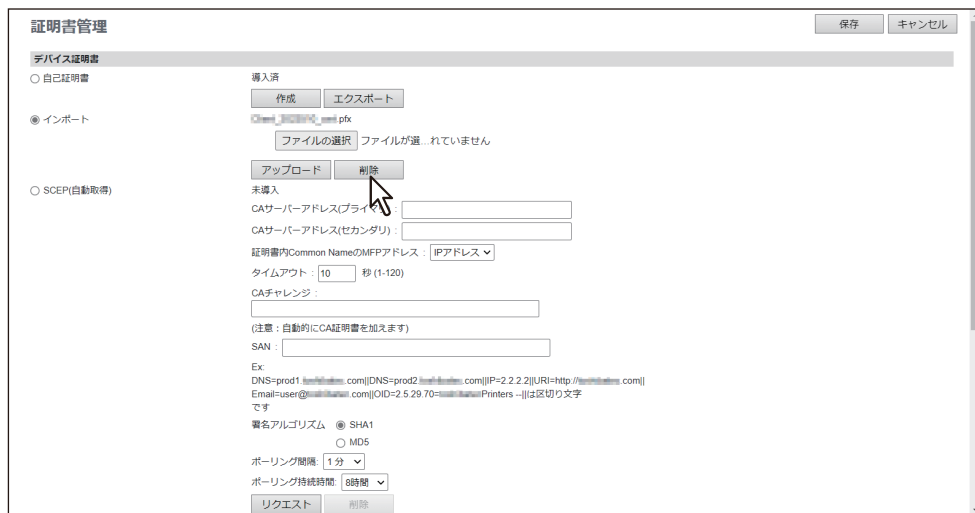 証明書管理
保存 キャンセル
デバイス証明書
自己証明書 導入済
作成 エクスポート
インポート .pfx
ファイルの選択 ファイルが選...れていません
アップロード 削除
SCEP(自動取得) 未導入
CAサーバーアドレス(プライマリ) :
CAサーバーアドレス(セカンダリ) :
証明書内Common NameのMFPアドレス : IPアドレス
タイムアウト : 10 秒 (1-120)
CAチャレンジ :
(注意：自動的にCA証明書を加えます)
SAN :
Ex:
DNS=prod1. .com||DNS=prod2. .com||IP=2.2.2.2||URI=http:// .com||
Email=user@ .com||OID=2.5.29.70= Printers --||は区切り文字
です
署名アルゴリズム SHA1
MD5
ポーリング間隔: 1 分
ポーリング持続時間: 8時間
リクエスト 削除